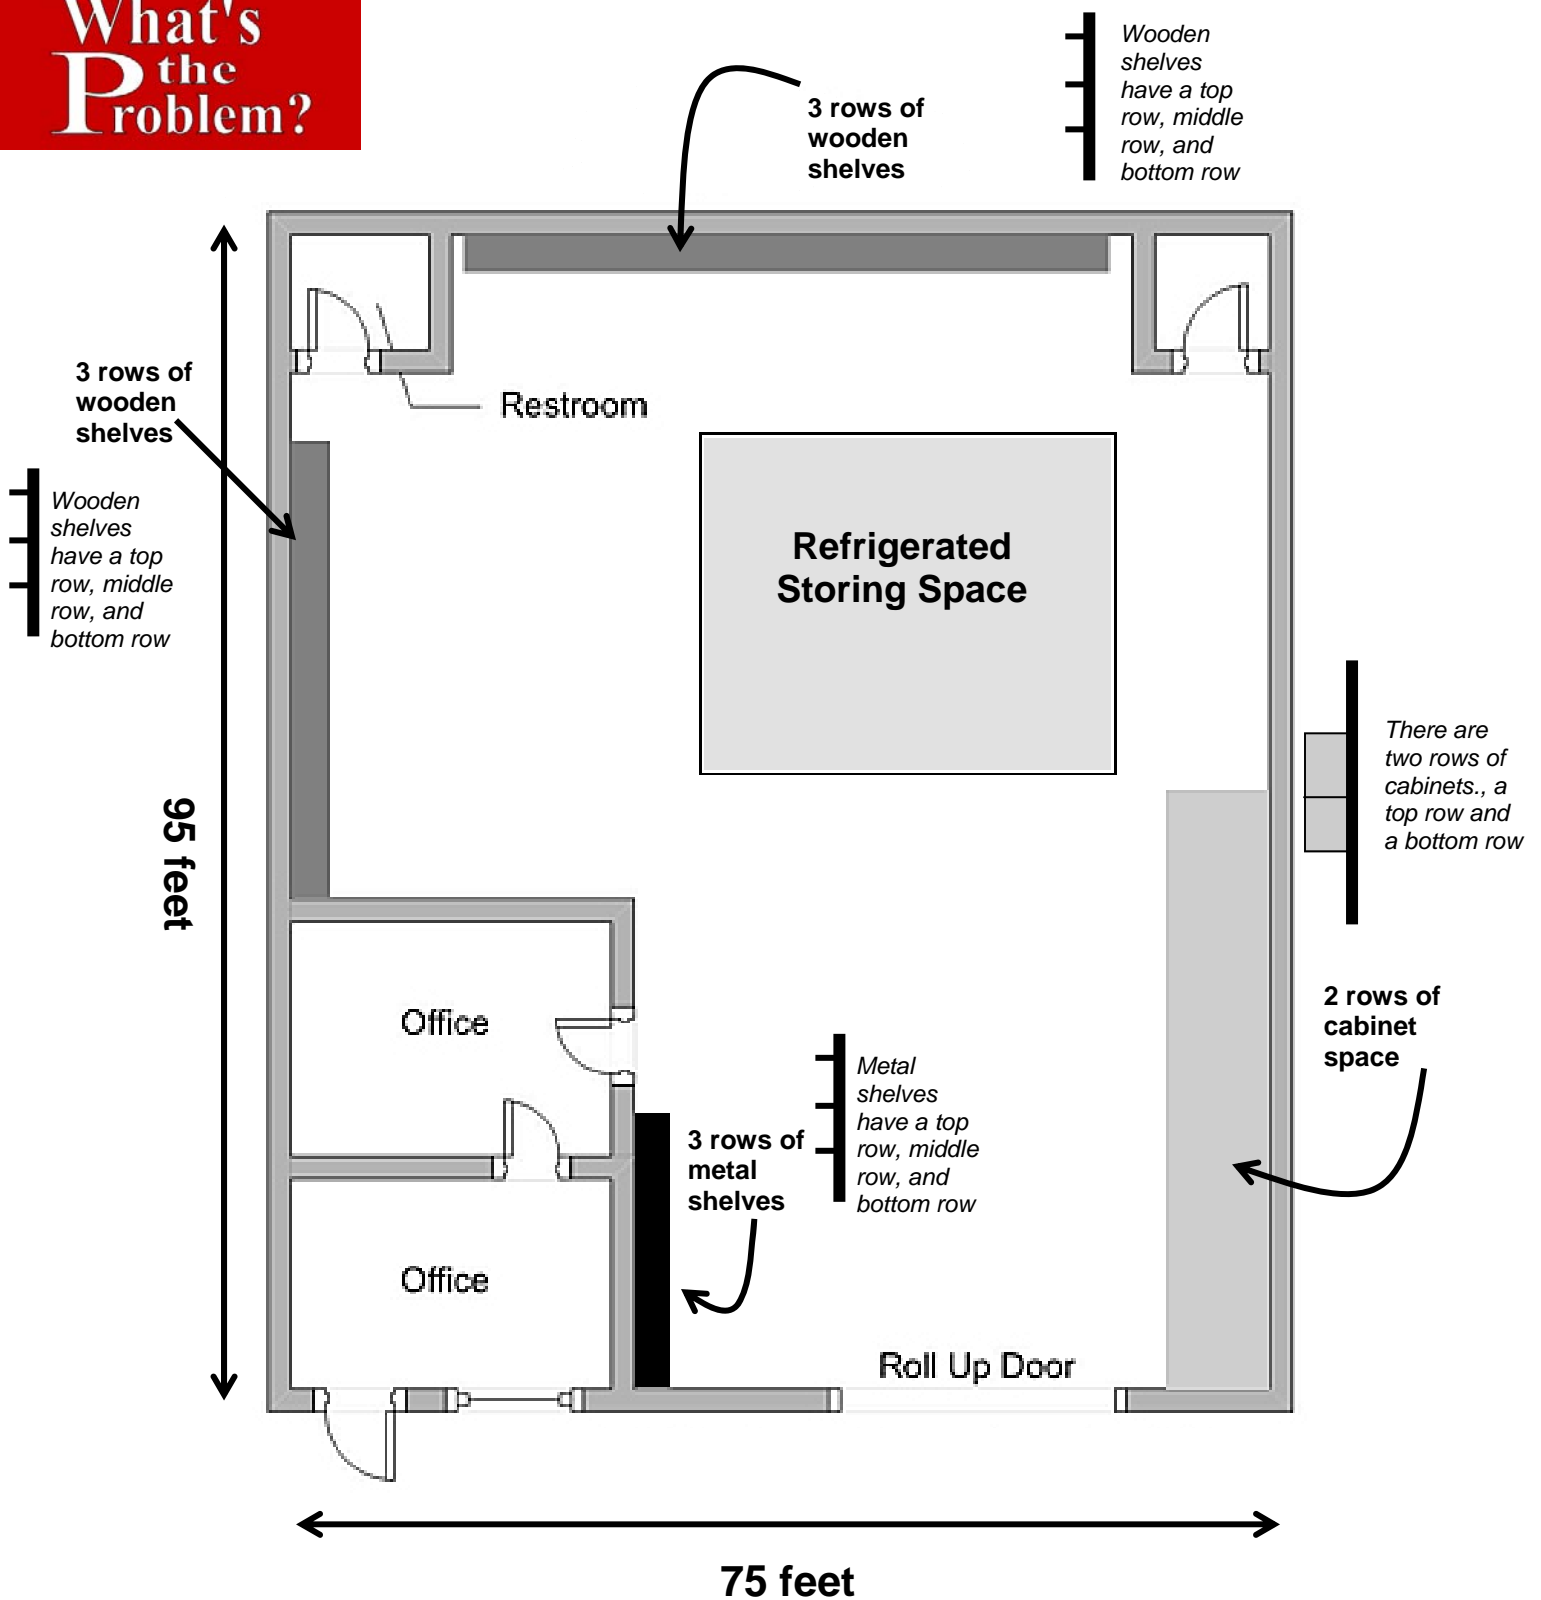 What's
the
Problem?
3 rows of
wooden
shelves
Wooden
shelves
have a top
row, middle
row, and
bottom row
3 rows of
wooden
shelves
Restroom
Wooden
shelves
have a top
row, middle
row, and
bottom row
Refrigerated
Storing Space
There are
two rows of
cabinets., a
top row and
a bottom row
95 feet
2 rows of
cabinet
space
Office
Metal
shelves
have a top
row, middle
row, and
bottom row
3 rows of
metal
shelves
Office
Roll Up Door
75 feet